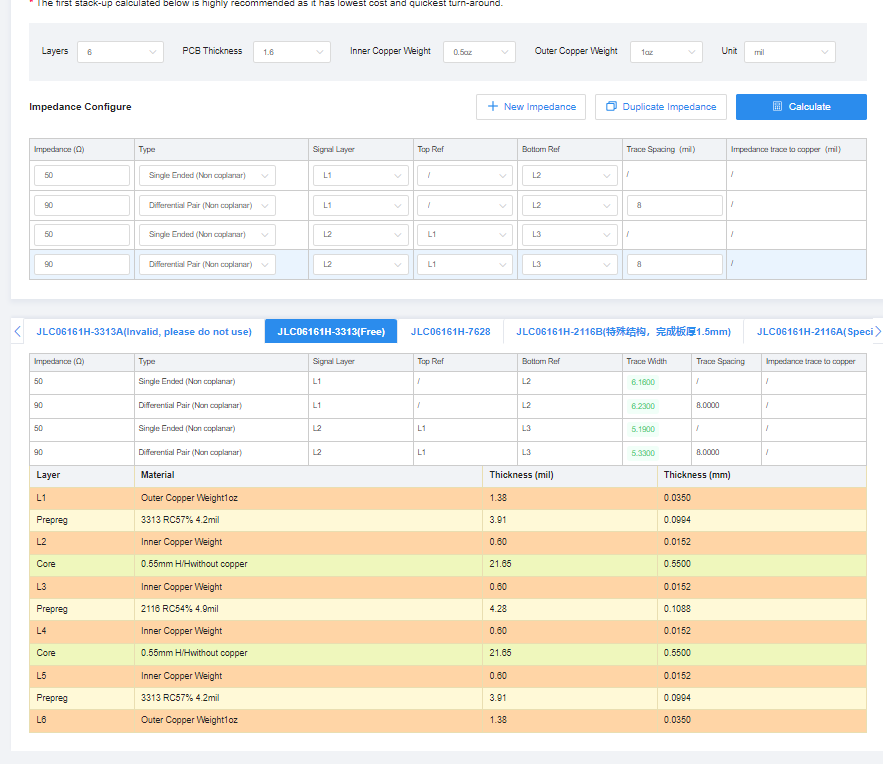 * The first stack-up calculated below is highly recommended as it has lowest cost and quickest turn-around.
Layers 6 PCB Thickness 1.6 Inner Copper Weight 0.5oz Outer Copper Weight 1oz Unit mil
Impedance Configure + New Impedance Duplicate Impedance Calculate
Impedance (Ω) Type Signal Layer Top Ref Bottom Ref Trace Spacing (mil) Impedance trace to copper (mil)
50 Single Ended (Non coplanar) L1 / L2 / /
90 Differential Pair (Non coplanar) L1 / L2 8 /
50 Single Ended (Non coplanar) L2 L1 L3 / /
90 Differential Pair (Non coplanar) L2 L1 L3 8 /
JLC06161H-3313A(Invalid, please do not use) JLC06161H-3313(Free) JLC06161H-7628 JLC06161H-2116B(特殊结构，完成板厚1.5mm) JLC06161H-2116A(Speci
Impedance (Ω) Type Signal Layer Top Ref Bottom Ref Trace Width Trace Spacing Impedance trace to copper
50 Single Ended (Non coplanar) L1 / L2 6.1600 / /
90 Differential Pair (Non coplanar) L1 / L2 6.2300 8.0000 /
50 Single Ended (Non coplanar) L2 L1 L3 5.1900 / /
90 Differential Pair (Non coplanar) L2 L1 L3 5.3300 8.0000 /
Layer Material Thickness (mil) Thickness (mm)
L1 Outer Copper Weight1oz 1.38 0.0350
Prepreg 3313 RC57% 4.2mil 3.91 0.0994
L2 Inner Copper Weight 0.60 0.0152
Core 0.55mm H/Hwithout copper 21.65 0.5500
L3 Inner Copper Weight 0.60 0.0152
Prepreg 2116 RC54% 4.9mil 4.28 0.1088
L4 Inner Copper Weight 0.60 0.0152
Core 0.55mm H/Hwithout copper 21.65 0.5500
L5 Inner Copper Weight 0.60 0.0152
Prepreg 3313 RC57% 4.2mil 3.91 0.0994
L6 Outer Copper Weight1oz 1.38 0.0350